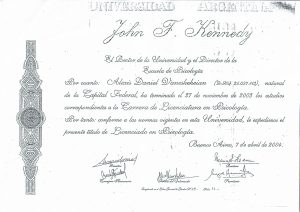 UNIVERSIDAD ARGENTINA
John F. Kennedy
El Rector de la Universidad y el Director de la
Escuela de Psicología
Por cuanto: Alexis Daniel natural
de la Capital Federal, ha terminado el 27 de noviembre de 2003 los estudios
correspondientes a la Carrera de Licenciatura en Psicología.
Por tanto: conforme a las normas vigentes en esta Universidad, le expedimos
el presente título de Licenciado en Psicología.
Buenos Aires, 7 de abril de 2004.